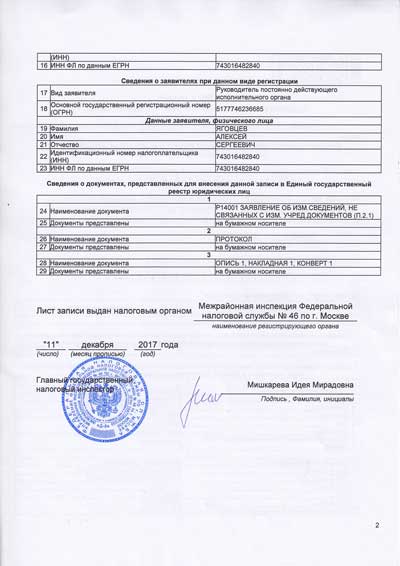 (ИНН)
16 ИНН ФЛ по данным ЕГРН 743016482840
Сведения о заявителях при данном виде регистрации
17 Вид заявителя Руководитель постоянно действующего исполнительного органа
18 Основной государственный регистрационный номер (ОГРН) 5177746236685
Данные заявителя, физического лица
19 Фамилия ЯГОВЦЕВ
20 Имя АЛЕКСЕЙ
21 Отчество СЕРГЕЕВИЧ
22 Идентификационный номер налогоплательщика (ИНН) 743016482840
23 ИНН ФЛ по данным ЕГРН 743016482840
Сведения о документах, представленных для внесения данной записи в Единый государственный
реестр юридических лиц
1
24 Наименование документа Р14001 ЗАЯВЛЕНИЕ ОБ ИЗМ.СВЕДЕНИЙ, НЕ СВЯЗАННЫХ С ИЗМ. УЧРЕД.ДОКУМЕНТОВ (П.2.1)
25 Документы представлены на бумажном носителе
2
26 Наименование документа ПРОТОКОЛ
27 Документы представлены на бумажном носителе
3
28 Наименование документа ОПИСЬ 1, НАКЛАДНАЯ 1, КОНВЕРТ 1
29 Документы представлены на бумажном носителе
Лист записи выдан налоговым органом Межрайонная инспекция Федеральной
налоговой службы № 46 по г. Москве
наименование регистрирующего органа
"11" декабря 2017 года
(число) (месяц прописью) (год)
Главный государственный
налоговый инспектор
Мишкарева Идея Мирадовна
Подпись , Фамилия, инициалы
2